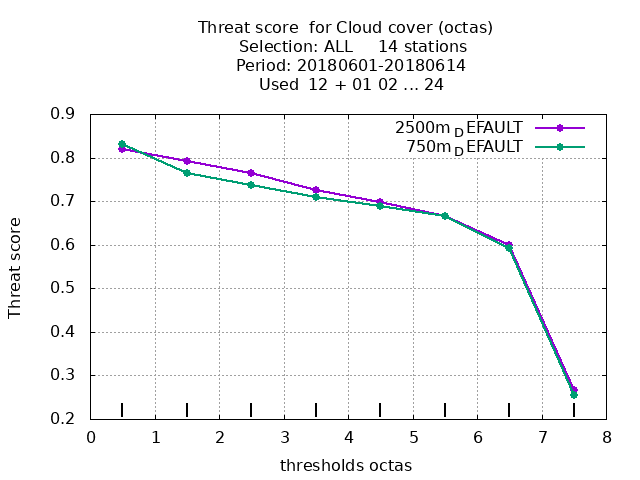 Threat score  for Cloud cover (octas)
Selection: ALL     14 stations
Period: 20180601-20180614
Used  12 + 01 02 ... 24
2500m_DEFAULT
750m_DEFAULT
0.9
0.8
0.7
0.6
0.5
0.4
0.3
0.2
Threat score
0 1 2 3 4 5 6 7 8
thresholds octas